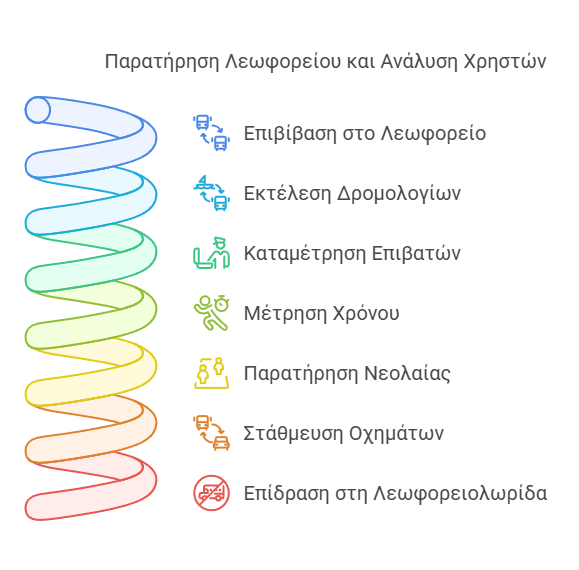 Παρατήρηση Λεωφορείου και Ανάλυση Χρηστών
Επιβίβαση στο Λεωφορείο
Εκτέλεση Δρομολογίων
Καταμέτρηση Επιβατών
Μέτρηση Χρόνου
Παρατήρηση Νεολαίας
Στάθμευση Οχημάτων
Επίδραση στη Λεωφορειολωρίδα